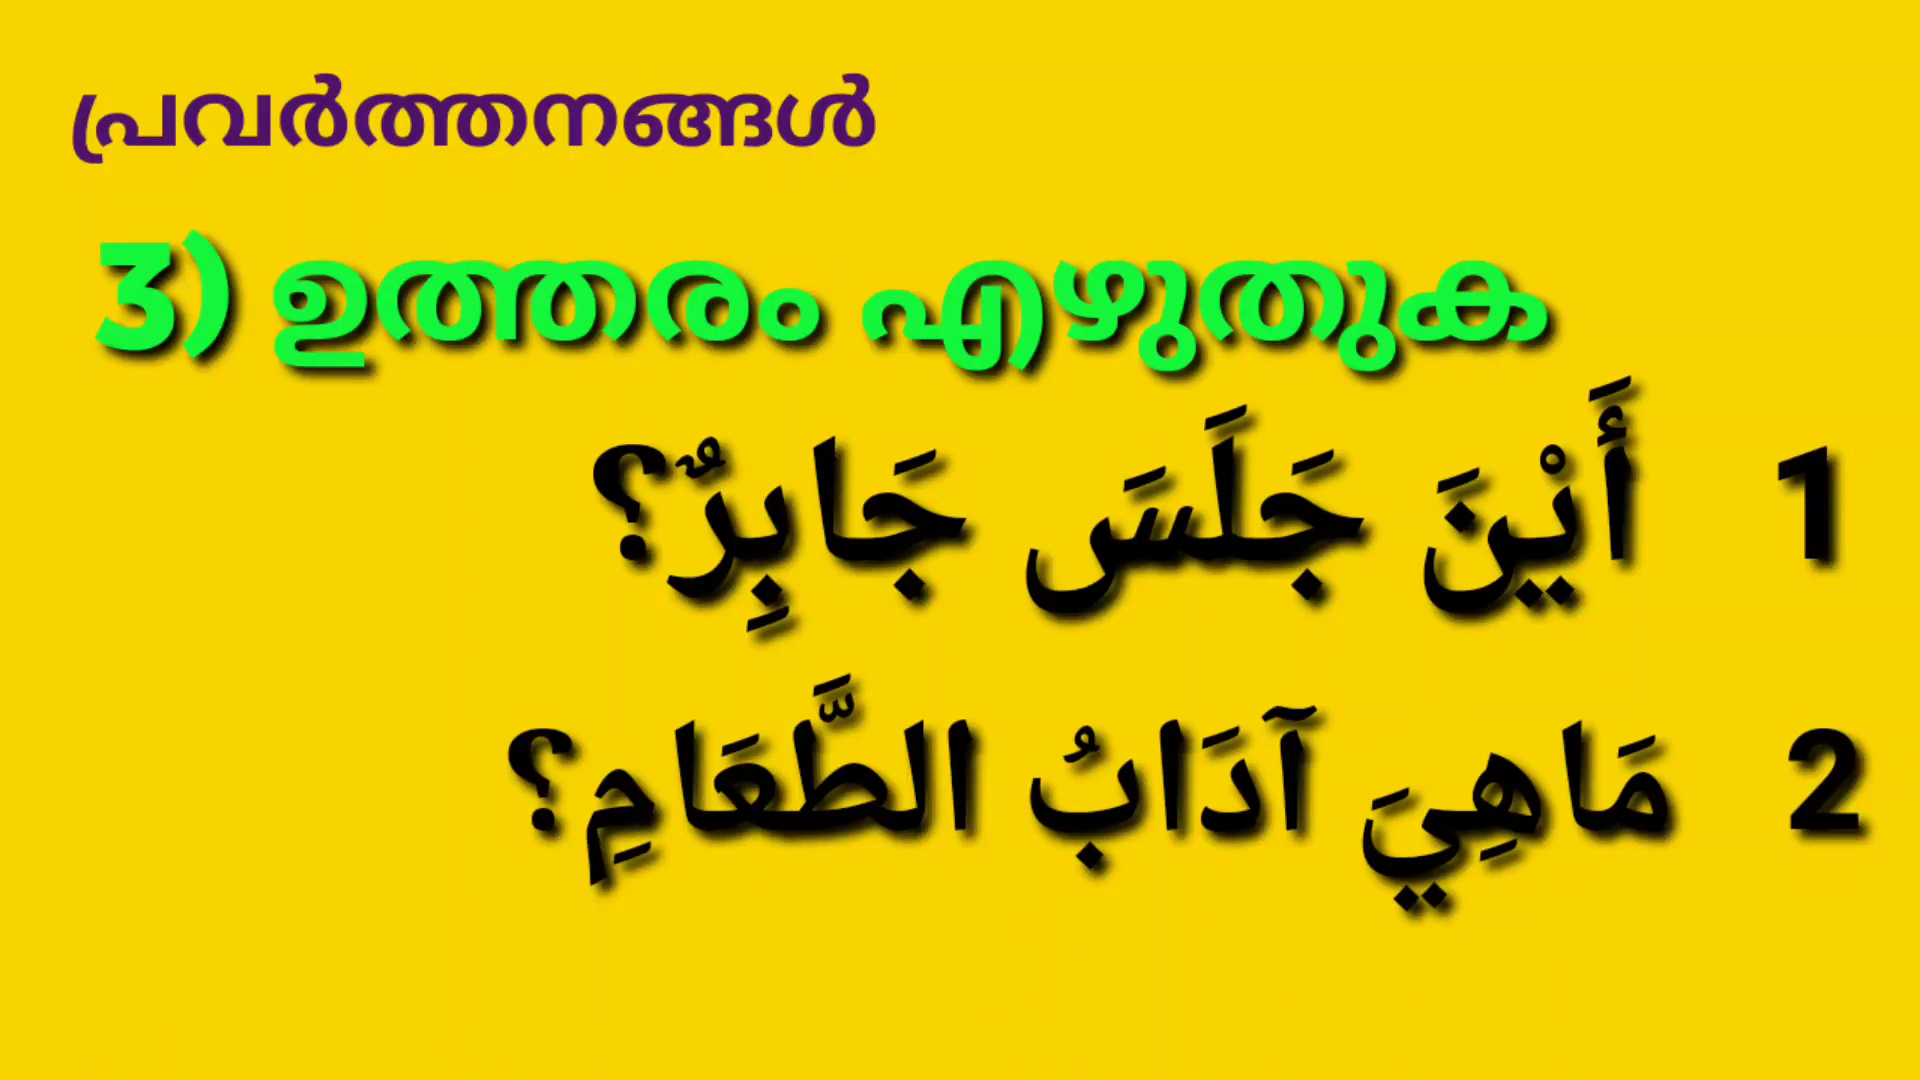 പ്രവർത്തനങ്ങൾ
3) ഉത്തരം എഴുതുക
1 أَيْنَ جَلَسَ جَابِرٌ؟
2 مَاهِيَ آدَابُ الطَّعَامِ؟